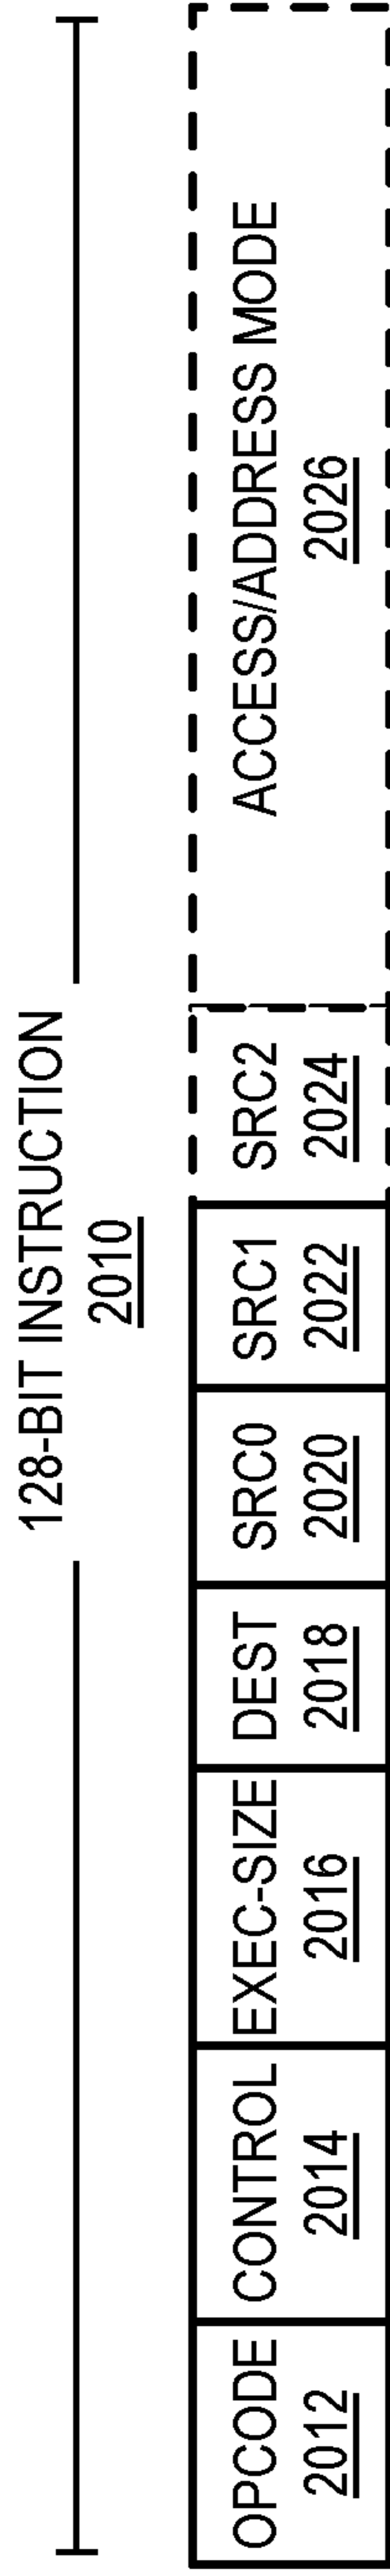 128-BIT INSTRUCTION
2010
OPCODE
2012
CONTROL
2014
EXEC-SIZE
2016
DEST
2018
SRC0
2020
SRC1
2022
SRC2
2024
ACCESS/ADDRESS MODE
2026